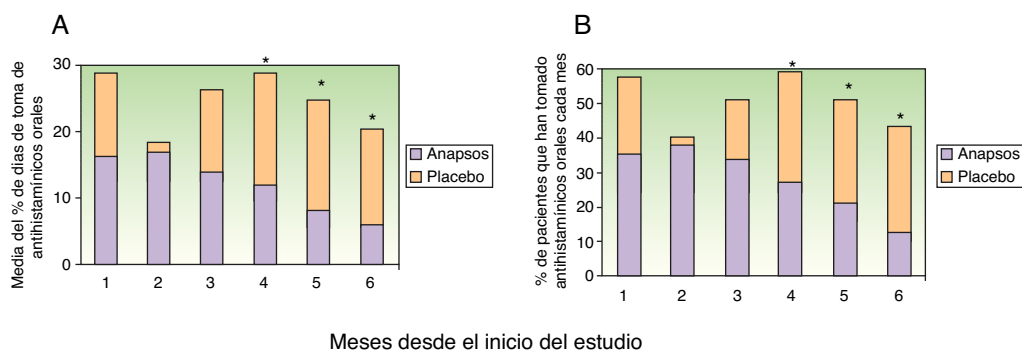 A
Media del % de dias de toma de
antihistamínicos orales
30
20
10
0
*
*
*
1 2 3 4 5 6
Anapsos
Placebo
B
% de pacientes que han tomado
antihistamínicos orales cada mes
60
50
40
30
20
10
0
*
*
*
1 2 3 4 5 6
Anapsos
Placebo
Meses desde el inicio del estudio